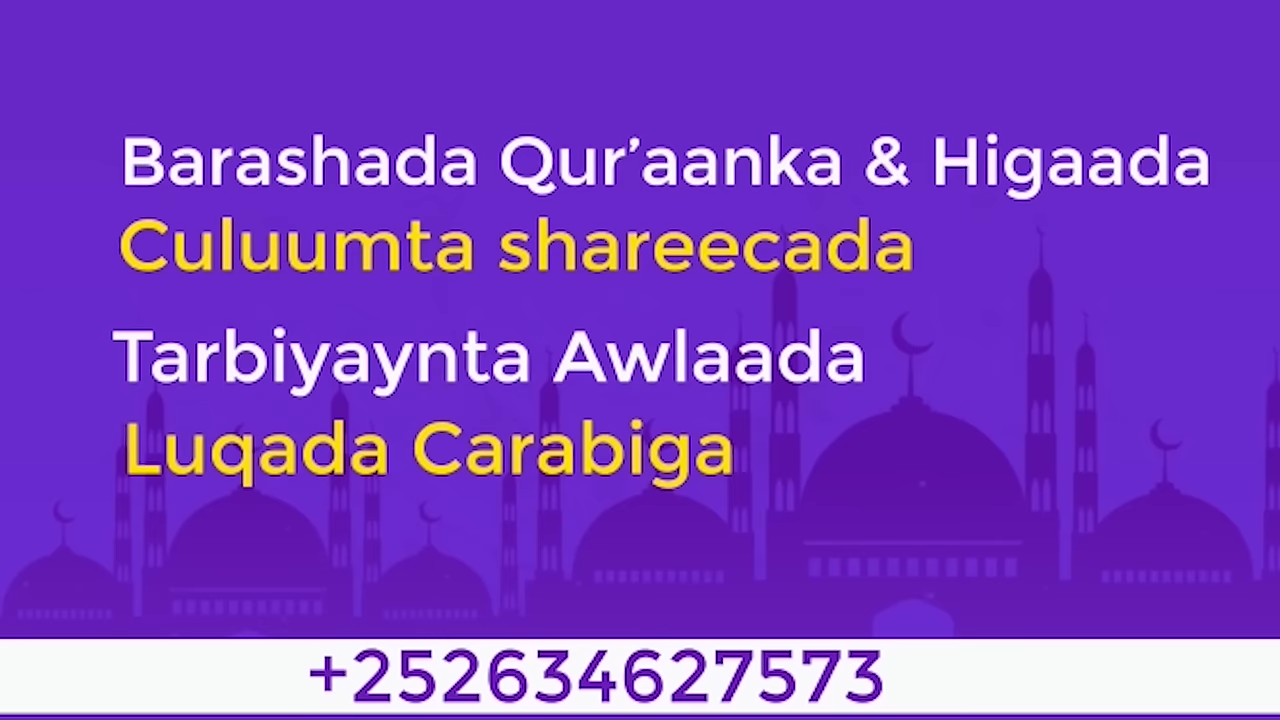 Barashada Qur’aanka & Higaada
Culuumta shareecada
Tarbiyaynta Awlaada
Luqada Carabiga
+252634627573